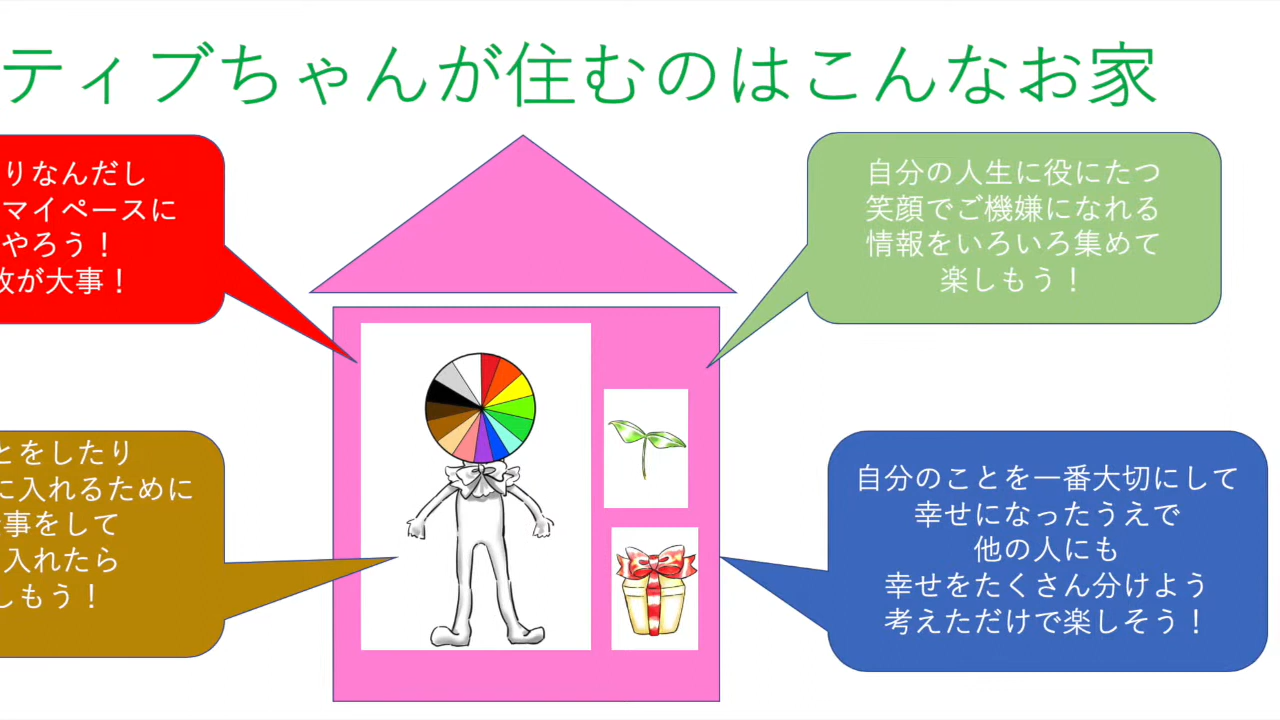 ティブちゃんが住むのはこんなお家
りなんだし
マイペースに
やろう！
が大事！
自分の人生に役にたつ
笑顔でご機嫌になれる
情報をいろいろ集めて
楽しもう！
とをしたり
に入れるために
事をして
入れたら
しもう！
自分のことを一番大切にして
幸せになったうえで
他の人にも
幸せをたくさん分けよう
考えただけで楽しそう！